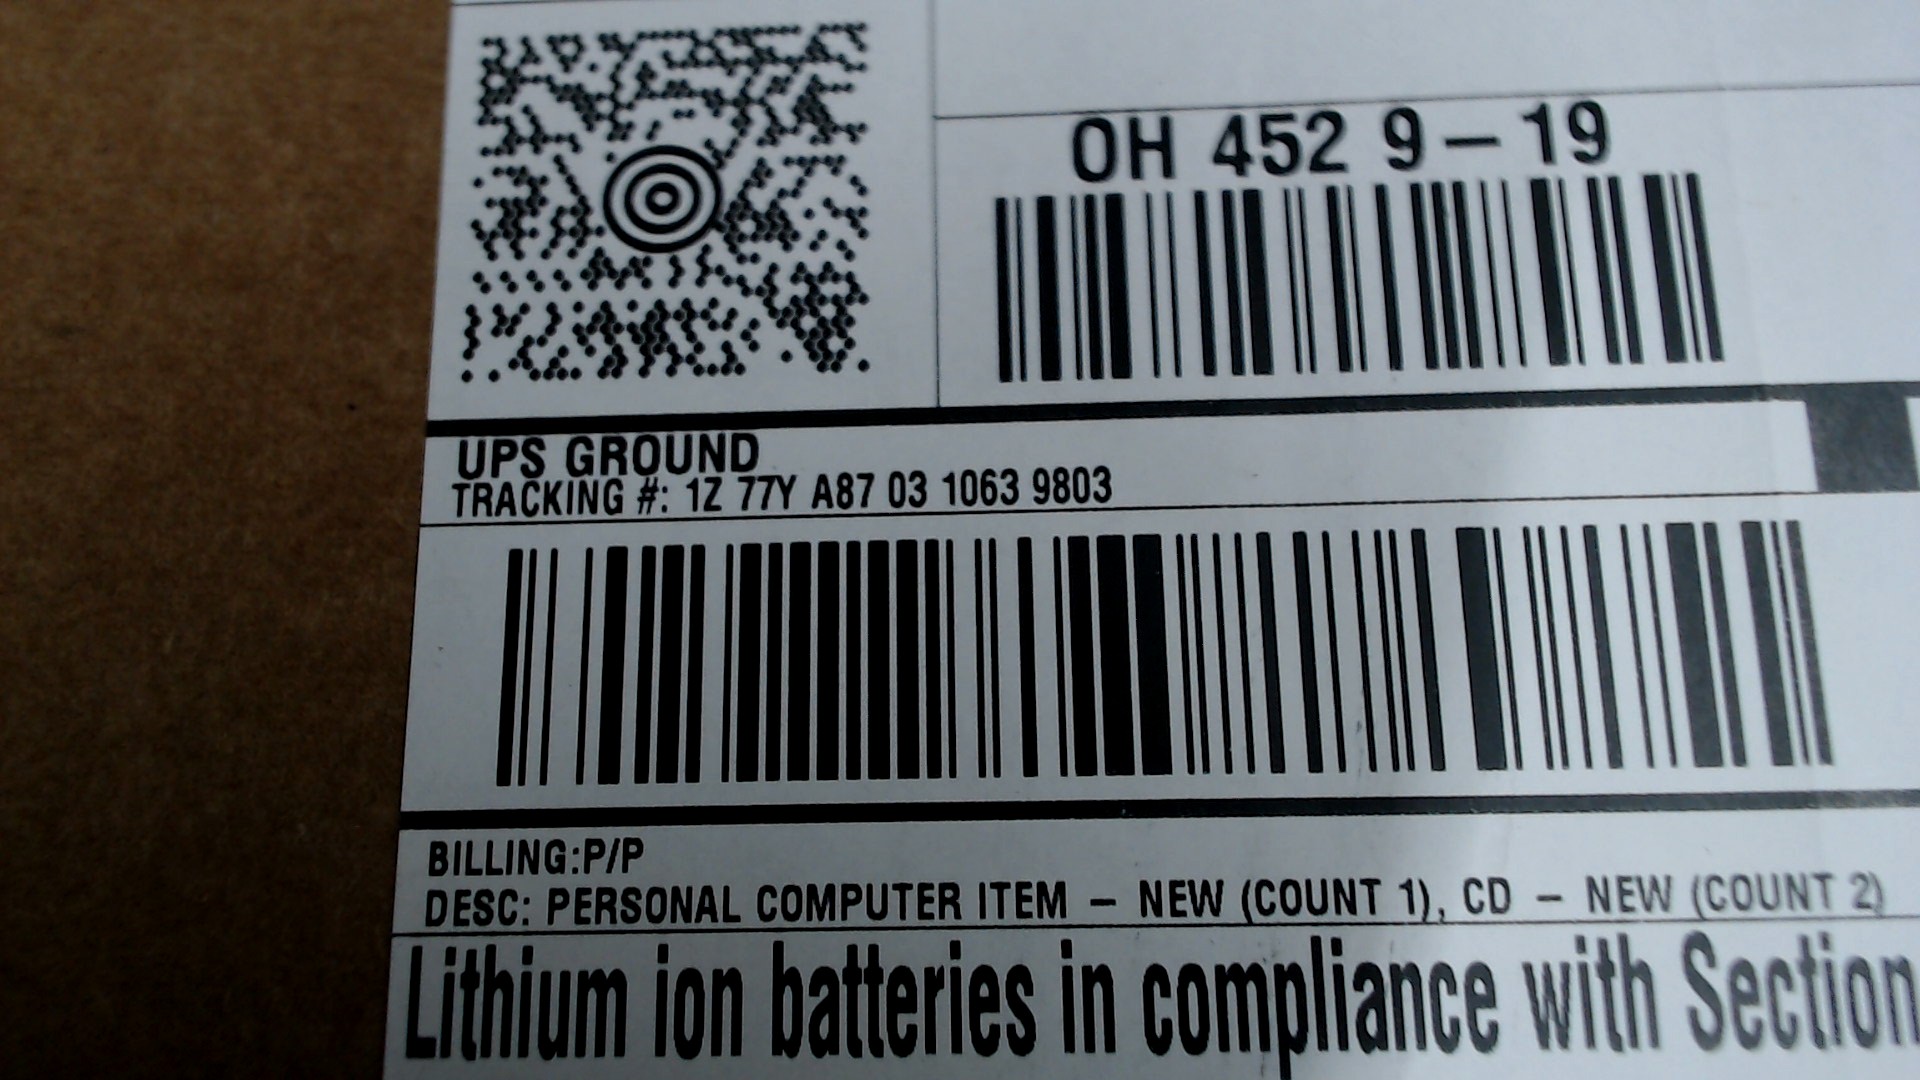 OH 452 9-19
UPS GROUND
TRACKING #: 1Z 77Y A87 03 1063 9803
BILLING:P/P
DESC: PERSONAL COMPUTER ITEM - NEW (COUNT 1), CD - NEW (COUNT 2)
Lithium ion batteries in compliance with Section